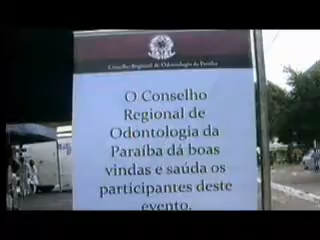 Conselho Regional de Odontologia da Paraíba
O Conselho
Regional de
Odontologia da
Paraíba dá boas
vindas e saúda os
participantes deste
evento.